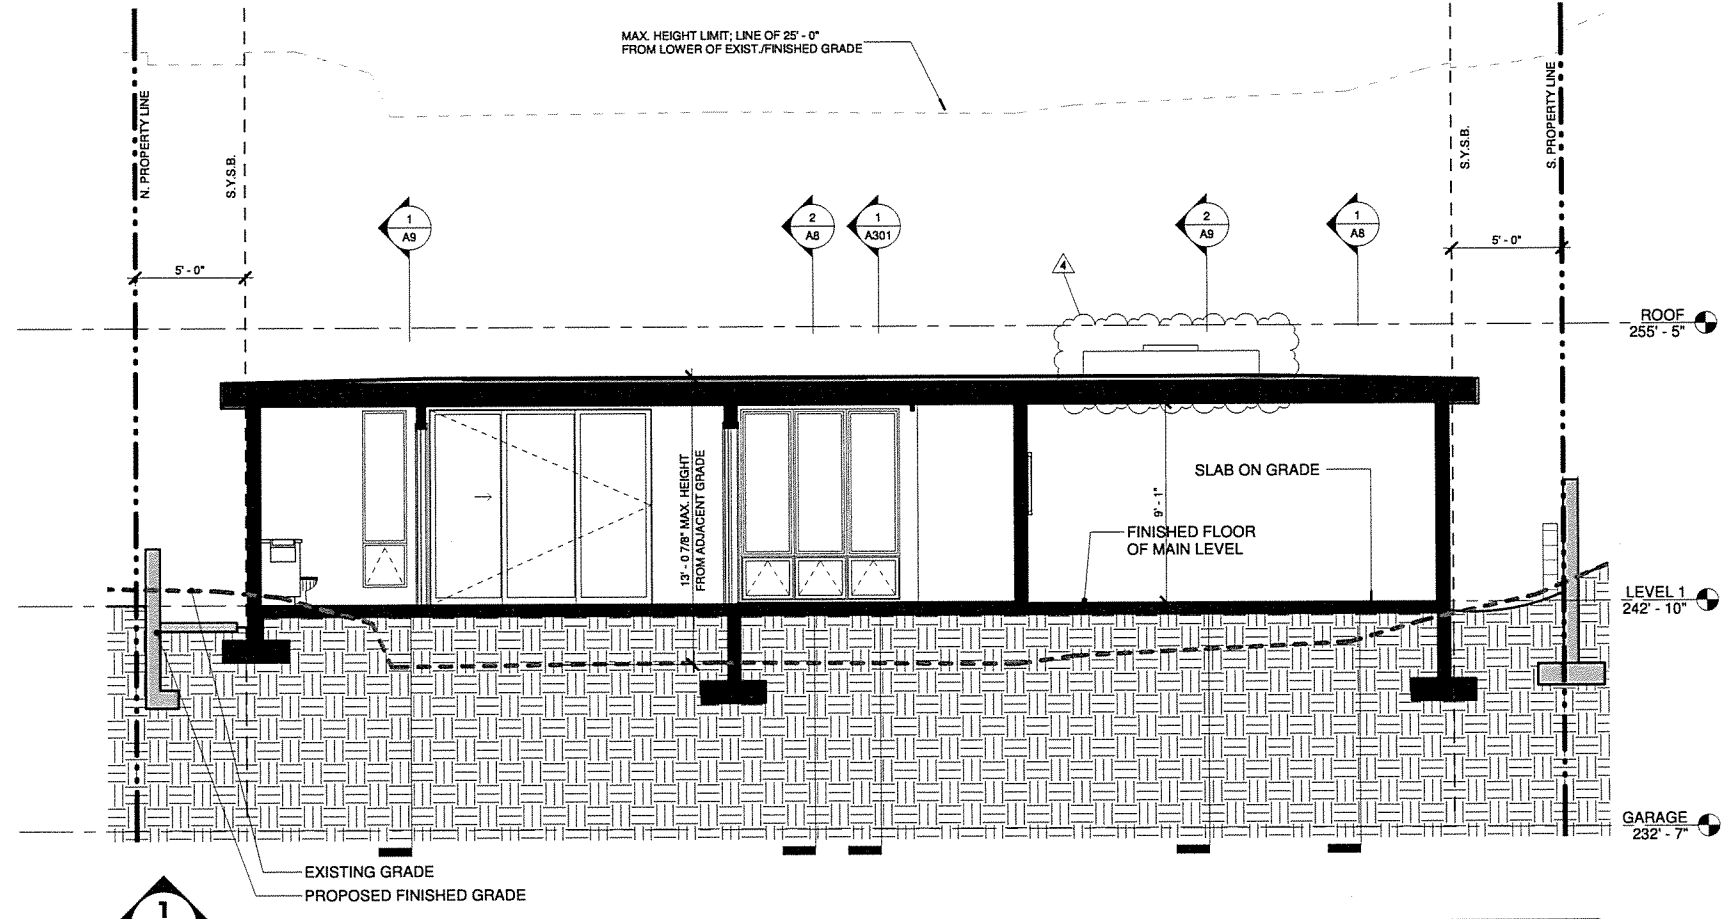 MAX. HEIGHT LIMIT; LINE OF 25' - 0"
FROM LOWER OF EXIST./FINISHED GRADE
N. PROPERTY LINE
S.Y.S.B.
S.Y.S.B.
S. PROPERTY LINE
1
A9
2
A8
1
A301
2
A9
1
A8
5' - 0"
5' - 0"
4
ROOF
255' - 5"
13' - 0 7/8" MAX. HEIGHT
FROM ADJACENT GRADE
9' - 1"
SLAB ON GRADE
FINISHED FLOOR
OF MAIN LEVEL
LEVEL 1
242' - 10"
GARAGE
232' - 7"
EXISTING GRADE
PROPOSED FINISHED GRADE
1